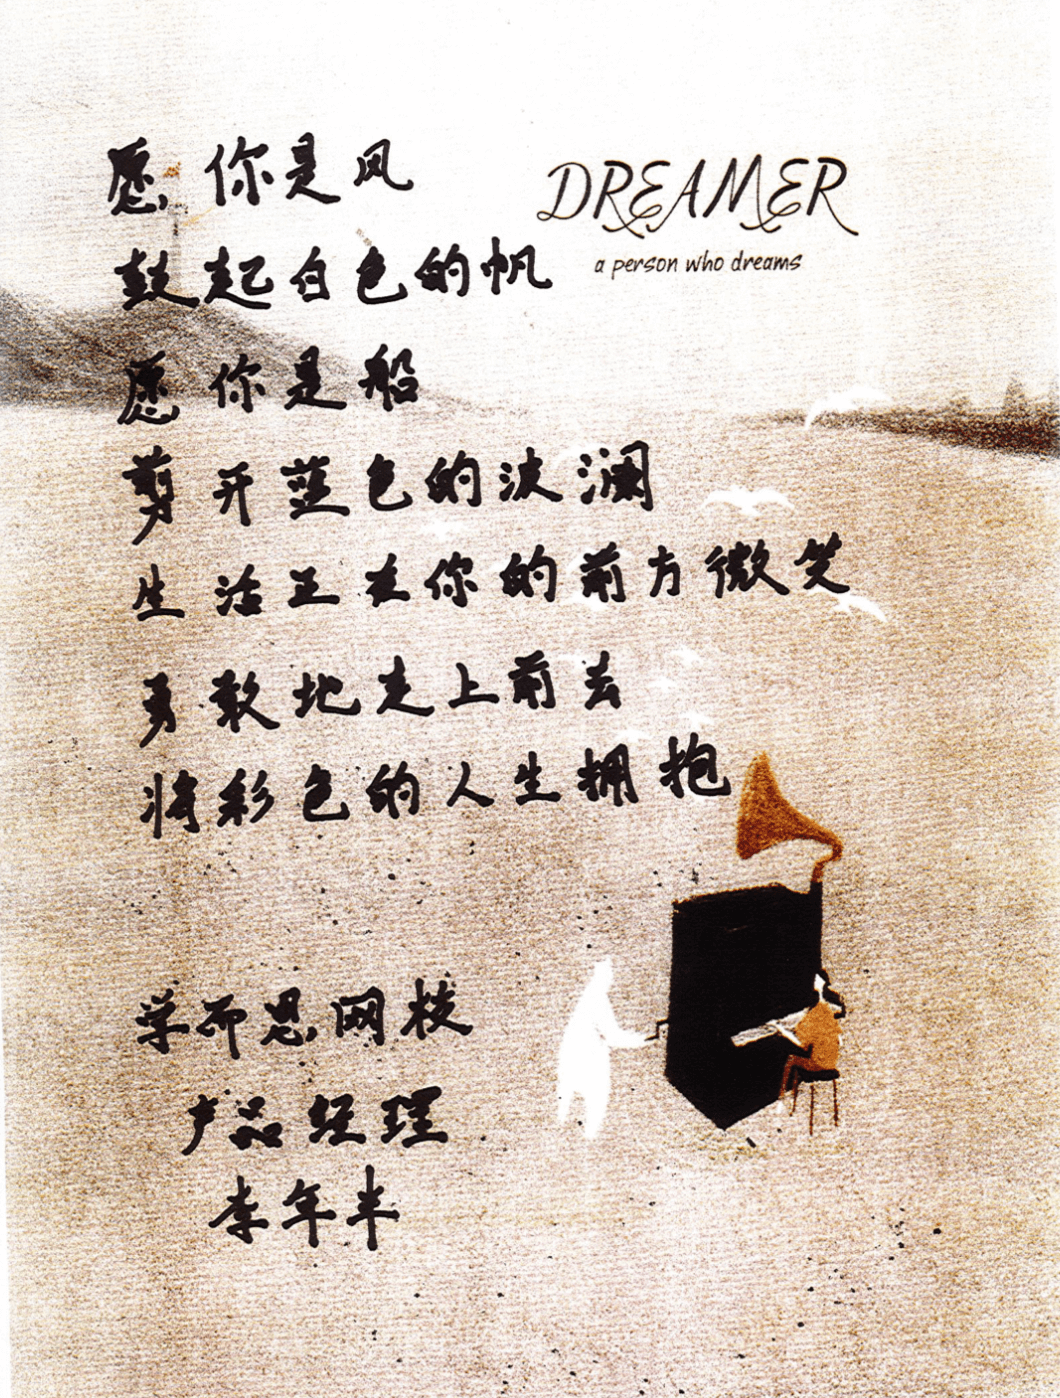 愿你是风
DREAMER
a person who dreams
鼓起白色的帆
愿你是船
剪开蓝色的波澜
生活正在你的前方微笑
勇敢地走上前去
将彩色的人生拥抱
学而思网校
产品经理
李年半